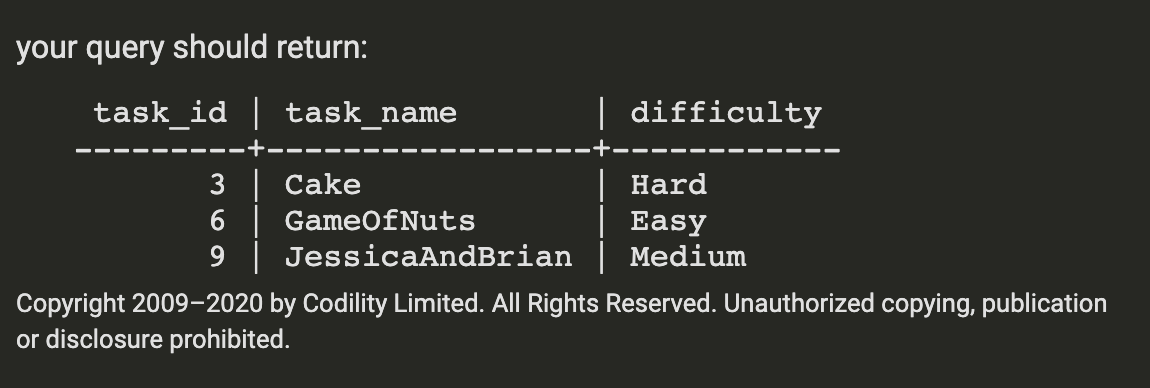 your query should return:
task_id | task_name | difficulty
---------+-----------------+------------
3 | Cake | Hard
6 | GameOfNuts | Easy
9 | JessicaAndBrian | Medium
Copyright 2009–2020 by Codility Limited. All Rights Reserved. Unauthorized copying, publication
or disclosure prohibited.